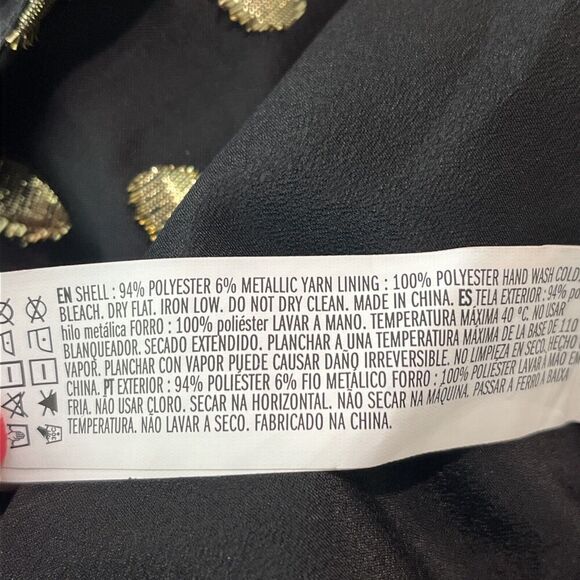 EN SHELL : 94% POLYESTER 6% METALLIC YARN LINING : 100% POLYESTER HAND WASH COLD.
BLEACH. DRY FLAT. IRON LOW. DO NOT DRY CLEAN. MADE IN CHINA. ES TELA EXTERIOR : 94%
hilo metálica FORRO : 100% poliéster LAVAR A MANO. TEMPERATURA MÁXIMA 40 ºC. NO USAR
BLANQUEADOR. SECADO EXTENDIDO. PLANCHAR A UNA TEMPERATURA MÁXIMA DE LA BASE DE 110
VAPOR. PLANCHAR CON VAPOR PUEDE CAUSAR DAÑO IRREVERSIBLE. NO LIMPIEZA EN SECO. HECHO
CHINA. PT EXTERIOR : 94% POLIÉSTER 6% FIO METÁLICO FORRO : 100% POLIÉSTER LAVAR À MÃO EM
FRIA. NÃO USAR CLORO. SECAR NA HORIZONTAL. NÃO SECAR NA MÁQUINA. PASSAR A FERRO A BAIXA
TEMPERATURA. NÃO LAVAR A SECO. FABRICADO NA CHINA.